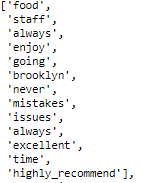 ['food',
'staff',
'always',
'enjoy',
'going',
'brooklyn',
'never',
'mistakes',
'issues',
'always',
'excellent',
'time',
'highly_recommend'],